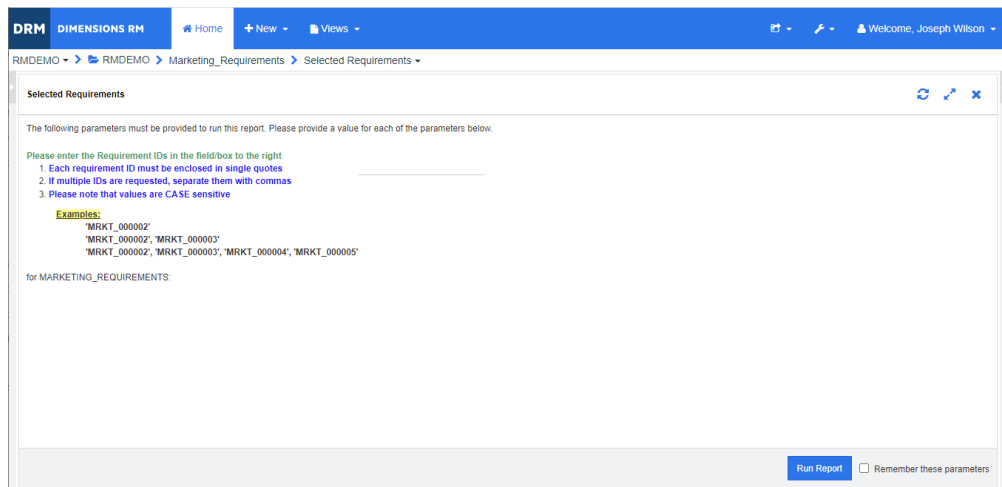 DRM DIMENSIONS RM Home New Views Welcome, Joseph Wilson
RMDEMO RMDEMO Marketing_Requirements Selected Requirements
Selected Requirements
The following parameters must be provided to run this report. Please provide a value for each of the parameters below.
Please enter the Requirement IDs in the field/box to the right
1. Each requirement ID must be enclosed in single quotes
2. If multiple IDs are requested, separate them with commas
3. Please note that values are CASE sensitive
Examples:
'MRKT_000002'
'MRKT_000002', 'MRKT_000003'
'MRKT_000002', 'MRKT_000003', 'MRKT_000004', 'MRKT_000005'
for MARKETING_REQUIREMENTS:
Run Report Remember these parameters